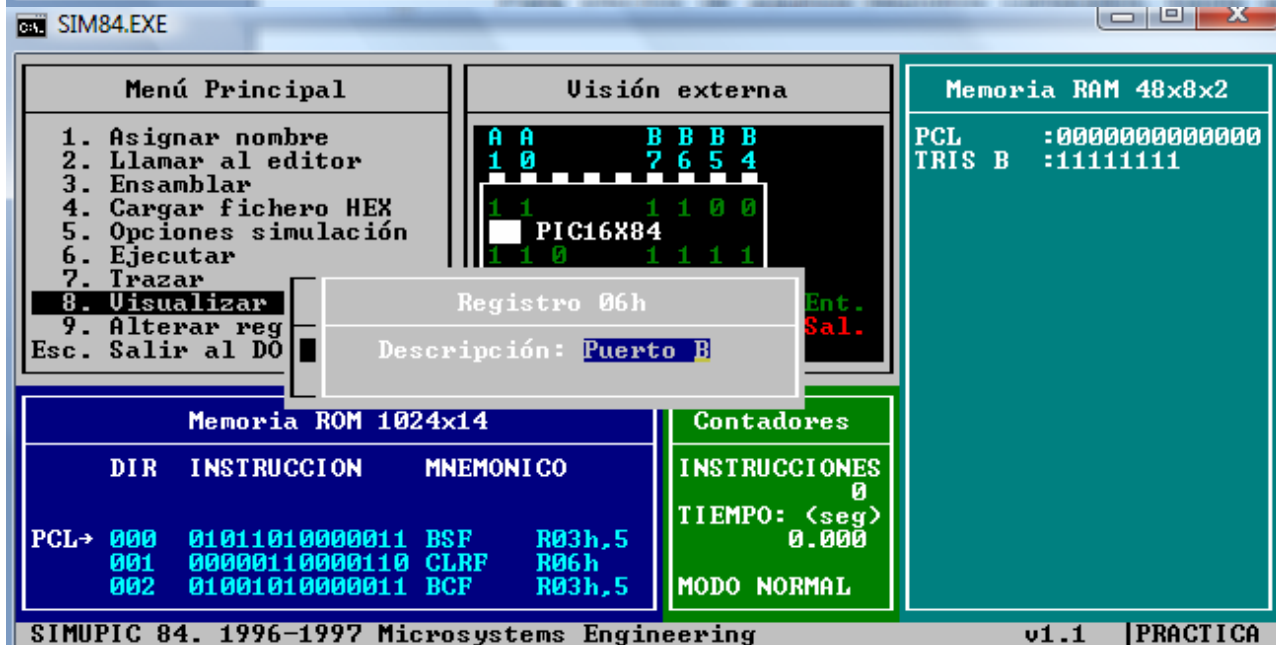 SIM84.EXE
Menú Principal
1. Asignar nombre
2. Llamar al editor
3. Ensamblar
4. Cargar fichero HEX
5. Opciones simulación
6. Ejecutar
7. Trazar
8. Visualizar
9. Alterar reg
Esc. Salir al DO
Visión externa
A A B B B B
1 0 7 6 5 4
1 1 1 1 0 0
PIC16X84
1 1 0 1 1 1 1
Ent.
Sal.
Registro 06h
Descripción: Puerto B
Memoria RAM 48x8x2
PCL :0000000000000
TRIS B :11111111
Memoria ROM 1024x14
DIR INSTRUCCION MNEMONICO
PCL→ 000 01011010000011 BSF R03h,5
001 00000110000110 CLRF R06h
002 01001010000011 BCF R03h,5
Contadores
INSTRUCCIONES
0
TIEMPO: (seg)
0.000
MODO NORMAL
SIMUPIC 84. 1996-1997 Microsystems Engineering v1.1 |PRACTICA